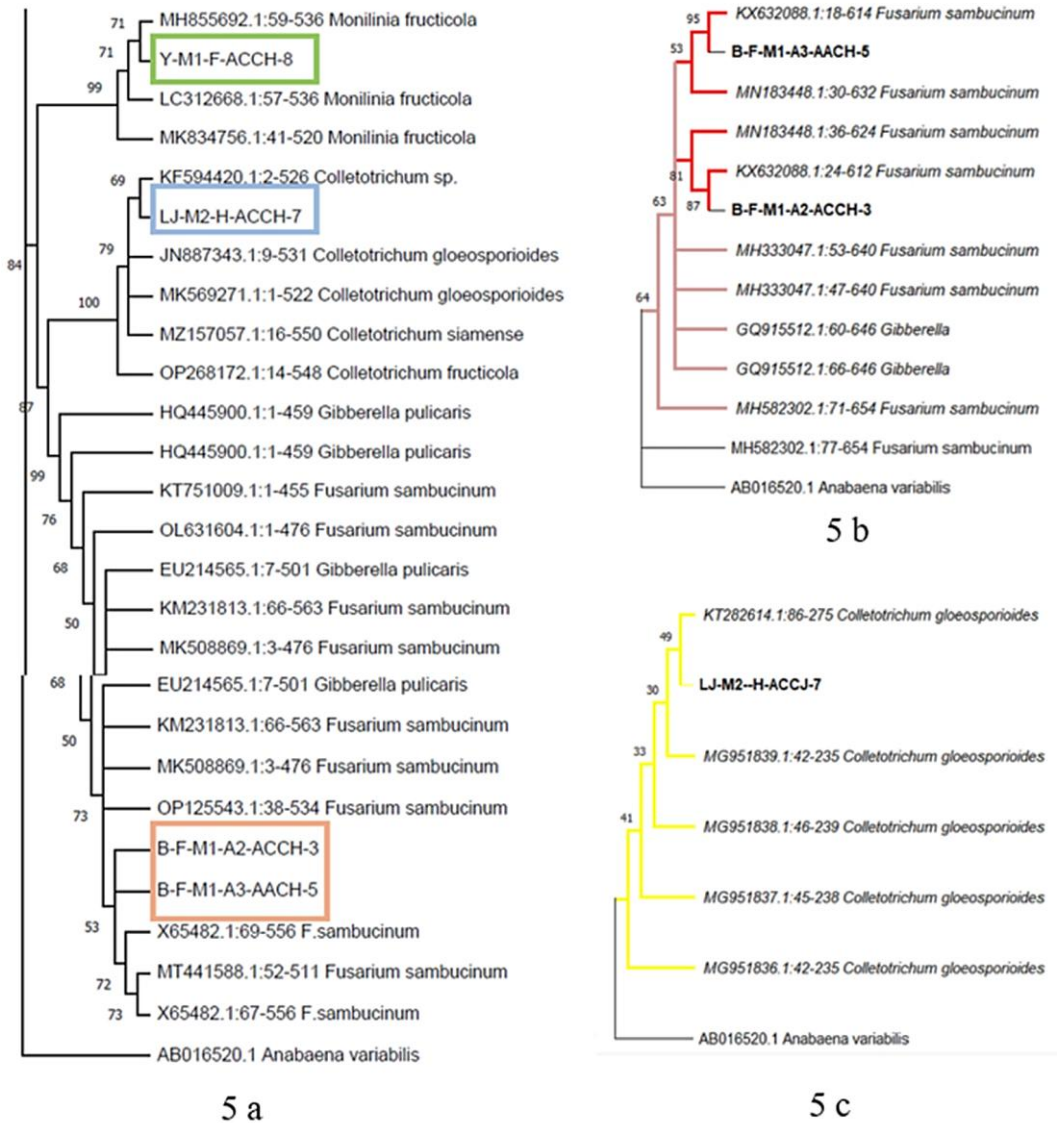 71
MH855692.1:59-536 Monilinia fructicola
71
Y-M1-F-ACCH-8
99
LC312668.1:57-536 Monilinia fructicola
MK834756.1:41-520 Monilinia fructicola
KF594420.1:2-526 Colletotrichum sp.
69
LJ-M2-H-ACCH-7
79
JN887343.1:9-531 Colletotrichum gloeosporioides
84
MK569271.1:1-522 Colletotrichum gloeosporioides
100
MZ157057.1:16-550 Colletotrichum siamense
OP268172.1:14-548 Colletotrichum fructicola
87
HQ445900.1:1-459 Gibberella pulicaris
HQ445900.1:1-459 Gibberella pulicaris
99
KT751009.1:1-455 Fusarium sambucinum
76
OL631604.1:1-476 Fusarium sambucinum
68
EU214565.1:7-501 Gibberella pulicaris
KM231813.1:66-563 Fusarium sambucinum
50
MK508869.1:3-476 Fusarium sambucinum
68
EU214565.1:7-501 Gibberella pulicaris
KM231813.1:66-563 Fusarium sambucinum
50
MK508869.1:3-476 Fusarium sambucinum
OP125543.1:38-534 Fusarium sambucinum
73
B-F-M1-A2-ACCH-3
B-F-M1-A3-AACH-5
53
X65482.1:69-556 F.sambucinum
MT441588.1:52-511 Fusarium sambucinum
72
X65482.1:67-556 F.sambucinum
73
AB016520.1 Anabaena variabilis
5 a
95
KX632088.1:18-614 Fusarium sambucinum
53
B-F-M1-A3-AACH-5
MN183448.1:30-632 Fusarium sambucinum
MN183448.1:36-624 Fusarium sambucinum
81
KX632088.1:24-612 Fusarium sambucinum
63
87
B-F-M1-A2-ACCH-3
MH333047.1:53-640 Fusarium sambucinum
64
MH333047.1:47-640 Fusarium sambucinum
GQ915512.1:60-646 Gibberella
GQ915512.1:66-646 Gibberella
MH582302.1:71-654 Fusarium sambucinum
MH582302.1:77-654 Fusarium sambucinum
AB016520.1 Anabaena variabilis
5 b
KT282614.1:86-275 Colletotrichum gloeosporioides
49
LJ-M2--H-ACCJ-7
30
MG951839.1:42-235 Colletotrichum gloeosporioides
33
MG951838.1:46-239 Colletotrichum gloeosporioides
41
MG951837.1:45-238 Colletotrichum gloeosporioides
MG951836.1:42-235 Colletotrichum gloeosporioides
AB016520.1 Anabaena variabilis
5 c